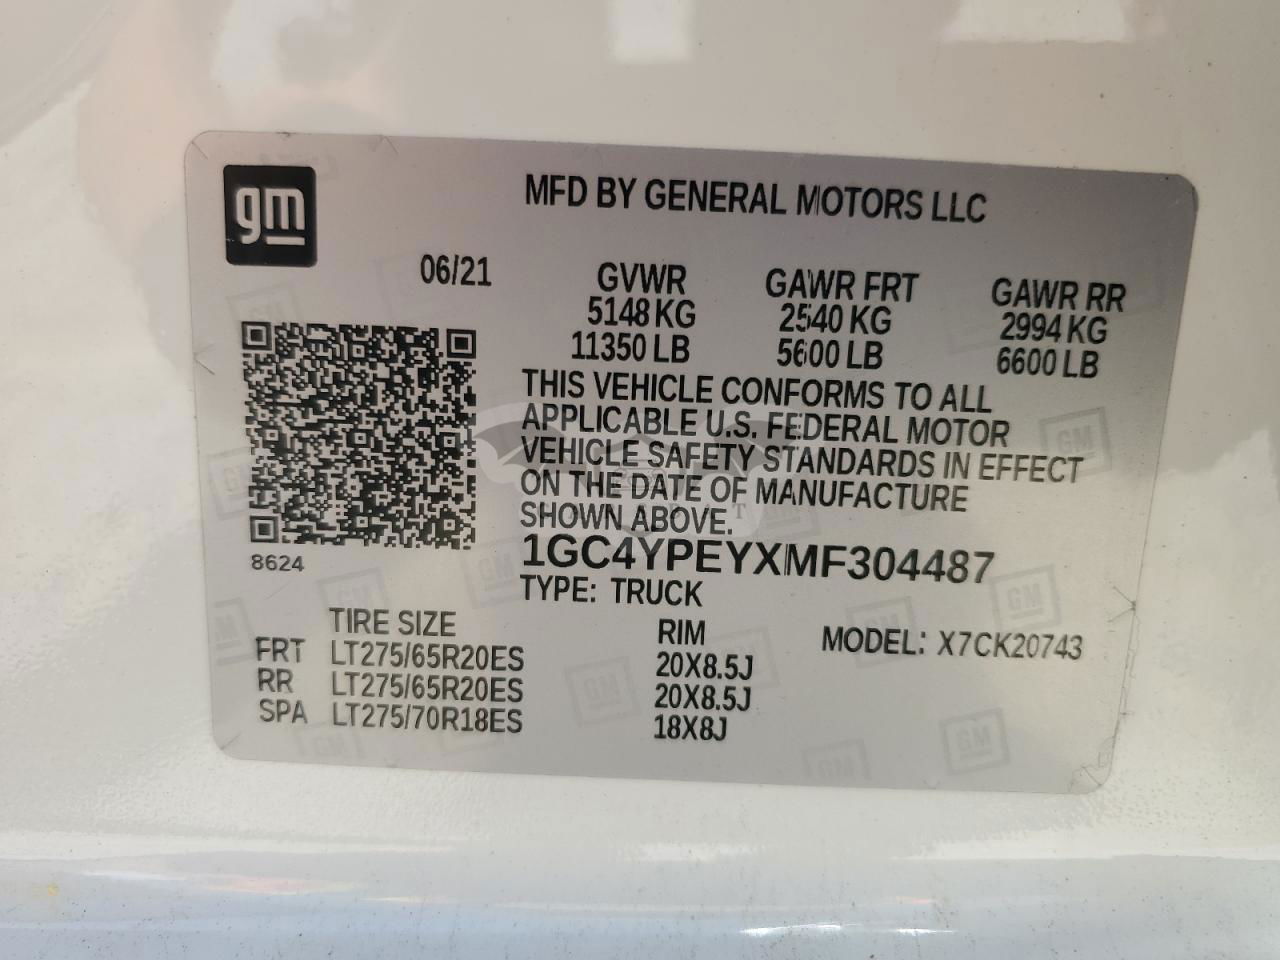 gm
MFD BY GENERAL MOTORS LLC
06/21
GVWR GAWR FRT GAWR RR
5148 KG 2540 KG 2994 KG
11350 LB 5600 LB 6600 LB
THIS VEHICLE CONFORMS TO ALL
APPLICABLE U.S. FEDERAL MOTOR
VEHICLE SAFETY STANDARDS IN EFFECT
ON THE DATE OF MANUFACTURE
SHOWN ABOVE.
1GC4YPEYXMF304487
TYPE: TRUCK
8624
TIRE SIZE RIM MODEL: X7CK20743
FRT LT275/65R20ES 20X8.5J
RR LT275/65R20ES 20X8.5J
SPA LT275/70R18ES 18X8J